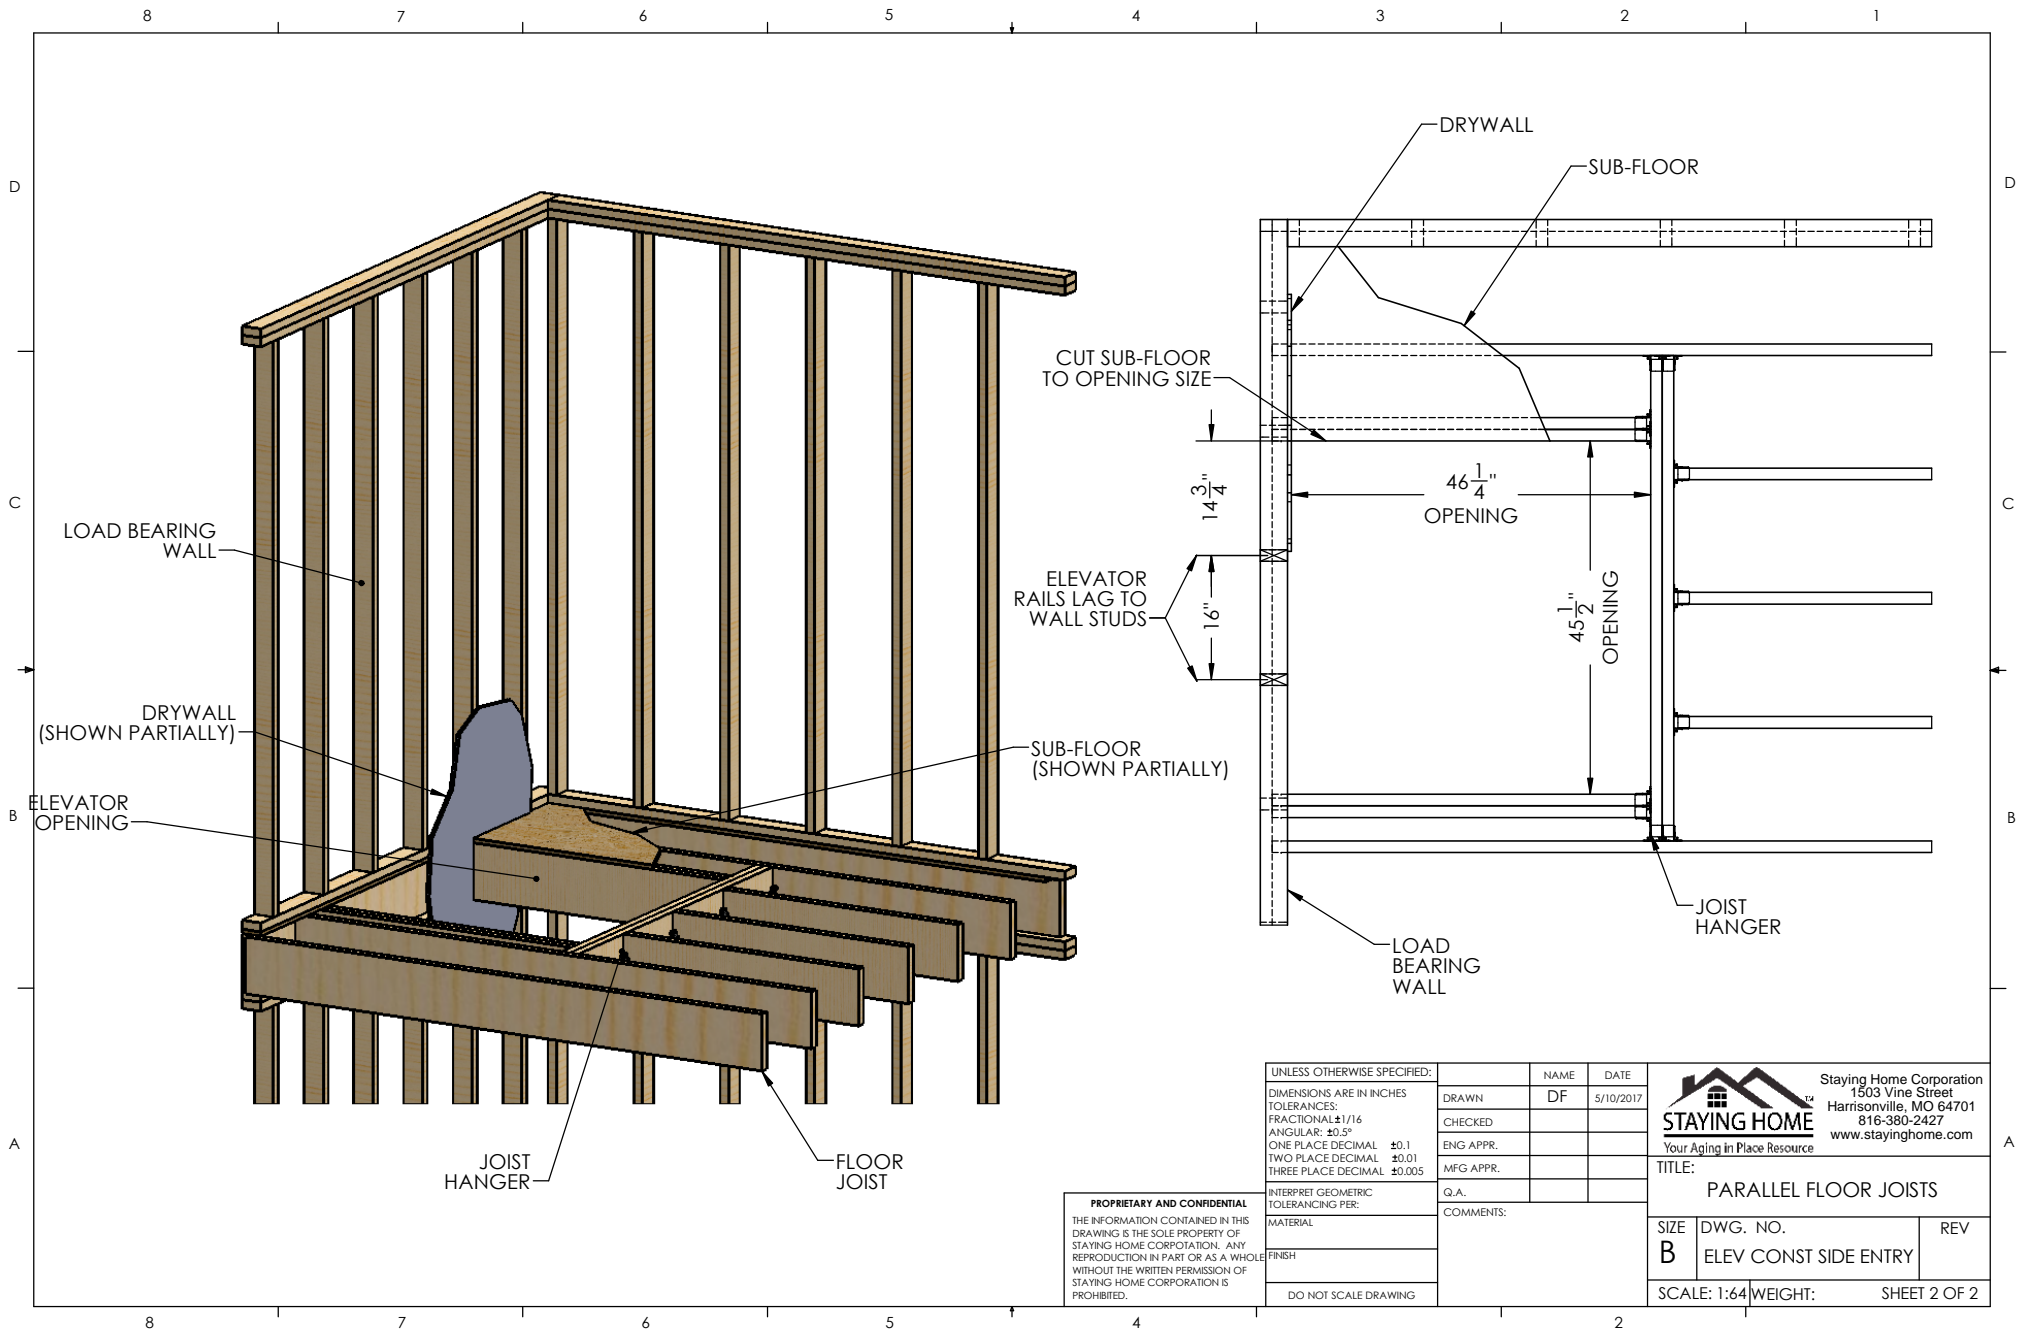 8 7 6 5 4 3 2 1
D
D
C
C
B
B
A
A
DRYWALL
SUB-FLOOR
CUT SUB-FLOOR
TO OPENING SIZE
14 3/4"
46 1/4"
OPENING
45 1/2"
OPENING
ELEVATOR
RAILS LAG TO
WALL STUDS
16"
JOIST
HANGER
LOAD
BEARING
WALL
LOAD BEARING
WALL
DRYWALL
(SHOWN PARTIALLY)
ELEVATOR
OPENING
SUB-FLOOR
(SHOWN PARTIALLY)
JOIST
HANGER
FLOOR
JOIST
PROPRIETARY AND CONFIDENTIAL
THE INFORMATION CONTAINED IN THIS
DRAWING IS THE SOLE PROPERTY OF
STAYING HOME CORPOTATION. ANY
REPRODUCTION IN PART OR AS A WHOLE
WITHOUT THE WRITTEN PERMISSION OF
STAYING HOME CORPORATION IS
PROHIBITED.
UNLESS OTHERWISE SPECIFIED:
DIMENSIONS ARE IN INCHES
TOLERANCES:
FRACTIONAL±1/16
ANGULAR: ±0.5°
ONE PLACE DECIMAL ±0.1
TWO PLACE DECIMAL ±0.01
THREE PLACE DECIMAL ±0.005
INTERPRET GEOMETRIC
TOLERANCING PER:
MATERIAL
FINISH
DO NOT SCALE DRAWING
NAME DATE
DRAWN DF 5/10/2017
CHECKED
ENG APPR.
MFG APPR.
Q.A.
COMMENTS:
STAYING HOME TM
Your Aging in Place Resource
Staying Home Corporation
1503 Vine Street
Harrisonville, MO 64701
816-380-2427
www.stayinghome.com
TITLE:
PARALLEL FLOOR JOISTS
SIZE DWG. NO. REV
B ELEV CONST SIDE ENTRY
SCALE: 1:64 WEIGHT: SHEET 2 OF 2
8 7 6 5 4 2